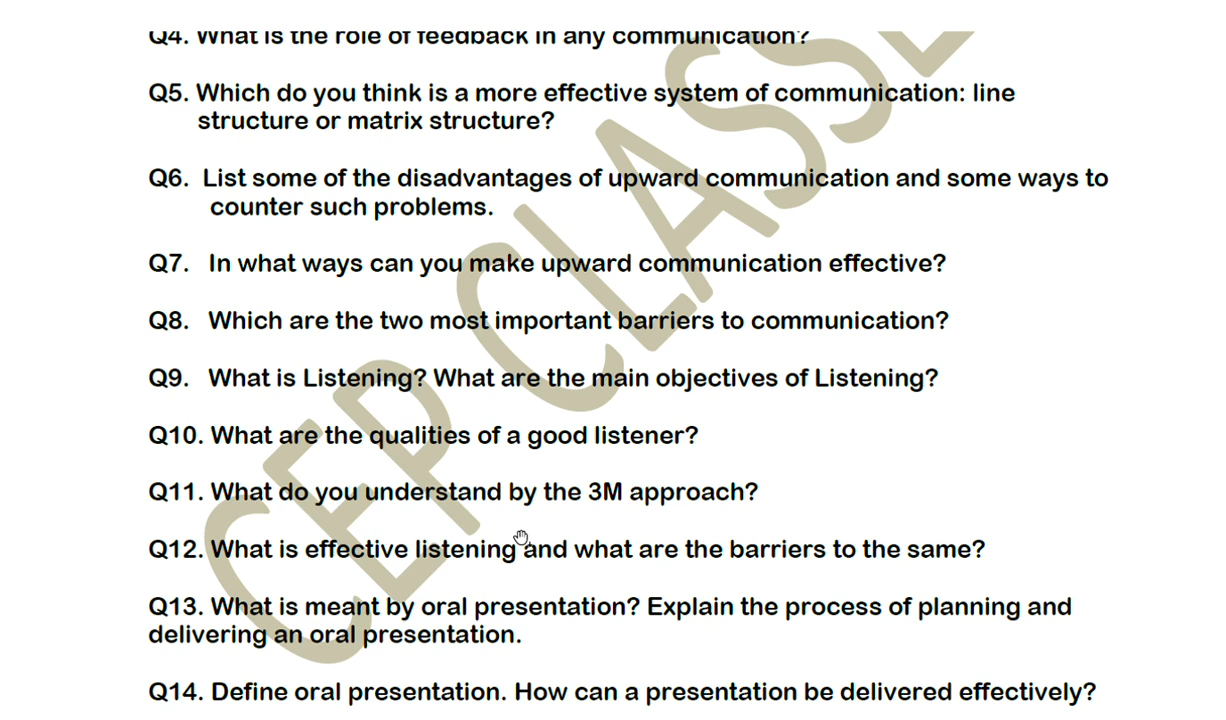 Q4. What is the role of feedback in any communication?
Q5. Which do you think is a more effective system of communication: line
structure or matrix structure?
Q6. List some of the disadvantages of upward communication and some ways to
counter such problems.
Q7. In what ways can you make upward communication effective?
Q8. Which are the two most important barriers to communication?
Q9. What is Listening? What are the main objectives of Listening?
Q10. What are the qualities of a good listener?
Q11. What do you understand by the 3M approach?
Q12. What is effective listening and what are the barriers to the same?
Q13. What is meant by oral presentation? Explain the process of planning and
delivering an oral presentation.
Q14. Define oral presentation. How can a presentation be delivered effectively?
CEP CLASSE